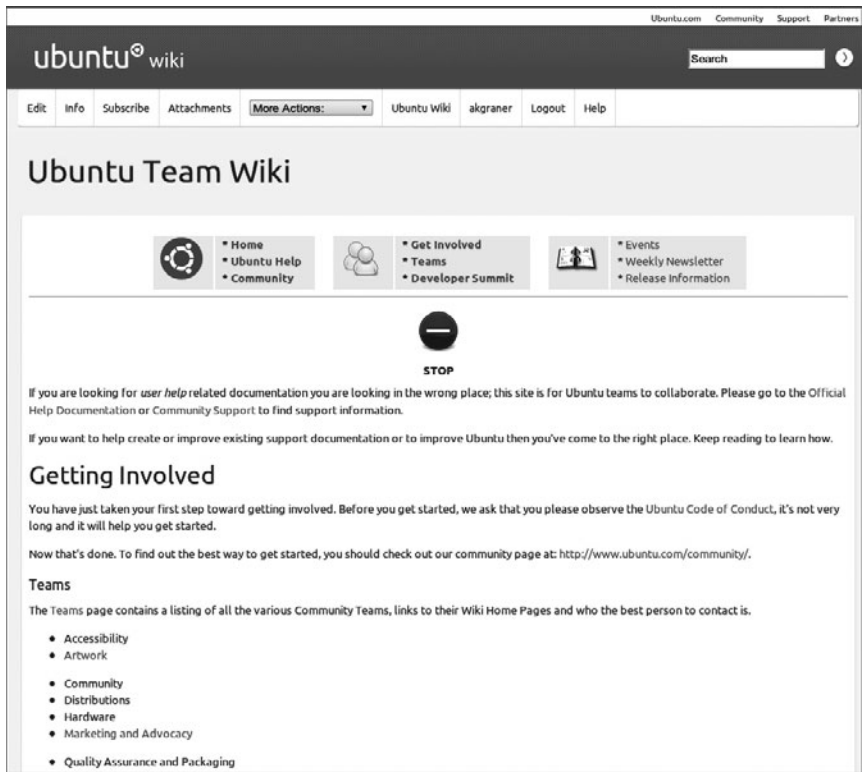 Ubuntu.com Community Support Partners
ubuntu wiki
Search
Edit Info Subscribe Attachments More Actions: Ubuntu Wiki akgraner Logout Help
Ubuntu Team Wiki
* Home
* Ubuntu Help
* Community
* Get Involved
* Teams
* Developer Summit
* Events
* Weekly Newsletter
* Release Information
STOP
If you are looking for user help related documentation you are looking in the wrong place; this site is for Ubuntu teams to collaborate. Please go to the Official
Help Documentation or Community Support to find support information.
If you want to help create or improve existing support documentation or to improve Ubuntu then you've come to the right place. Keep reading to learn how.
Getting Involved
You have just taken your first step toward getting involved. Before you get started, we ask that you please observe the Ubuntu Code of Conduct, it's not very
long and it will help you get started.
Now that's done. To find out the best way to get started, you should check out our community page at: http://www.ubuntu.com/community/.
Teams
The Teams page contains a listing of all the various Community Teams, links to their Wiki Home Pages and who the best person to contact is.
• Accessibility
• Artwork
• Community
• Distributions
• Hardware
• Marketing and Advocacy
• Quality Assurance and Packaging